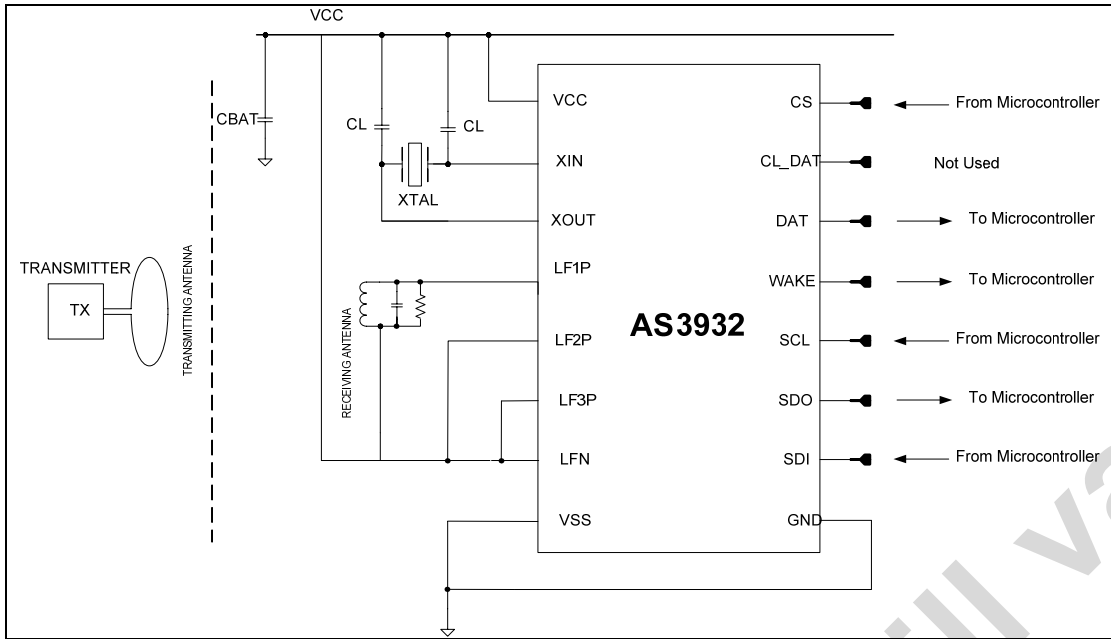 VCC
CBAT
CL
CL
XTAL
TRANSMITTER
TX
TRANSMITTING ANTENNA
RECEIVING ANTENNA
VCC
XIN
XOUT
LF1P
LF2P
LF3P
LFN
VSS
AS3932
CS
From Microcontroller
CL_DAT
Not Used
DAT
To Microcontroller
WAKE
To Microcontroller
SCL
From Microcontroller
SDO
To Microcontroller
SDI
From Microcontroller
GND
ill va